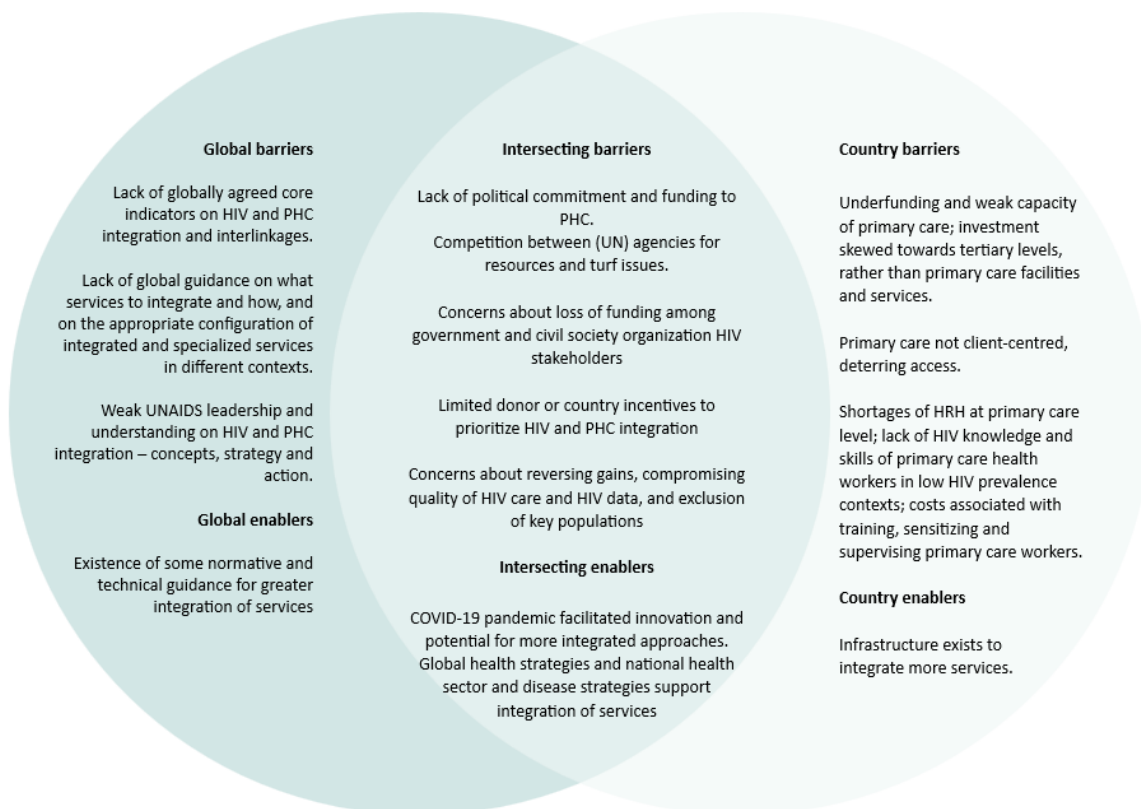 Global barriers
Lack of globally agreed core
indicators on HIV and PHC
integration and interlinkages.
Lack of global guidance on what
services to integrate and how, and
on the appropriate configuration of
integrated and specialized services
in different contexts.
Weak UNAIDS leadership and
understanding on HIV and PHC
integration – concepts, strategy and
action.
Global enablers
Existence of some normative and
technical guidance for greater
integration of services
Intersecting barriers
Lack of political commitment and funding to
PHC.
Competition between (UN) agencies for
resources and turf issues.
Concerns about loss of funding among
government and civil society organization HIV
stakeholders
Limited donor or country incentives to
prioritize HIV and PHC integration
Concerns about reversing gains, compromising
quality of HIV care and HIV data, and exclusion
of key populations
Intersecting enablers
COVID-19 pandemic facilitated innovation and
potential for more integrated approaches.
Global health strategies and national health
sector and disease strategies support
integration of services
Country barriers
Underfunding and weak capacity
of primary care; investment
skewed towards tertiary levels,
rather than primary care facilities
and services.
Primary care not client-centred,
deterring access.
Shortages of HRH at primary care
level; lack of HIV knowledge and
skills of primary care health
workers in low HIV prevalence
contexts; costs associated with
training, sensitizing and
supervising primary care workers.
Country enablers
Infrastructure exists to
integrate more services.